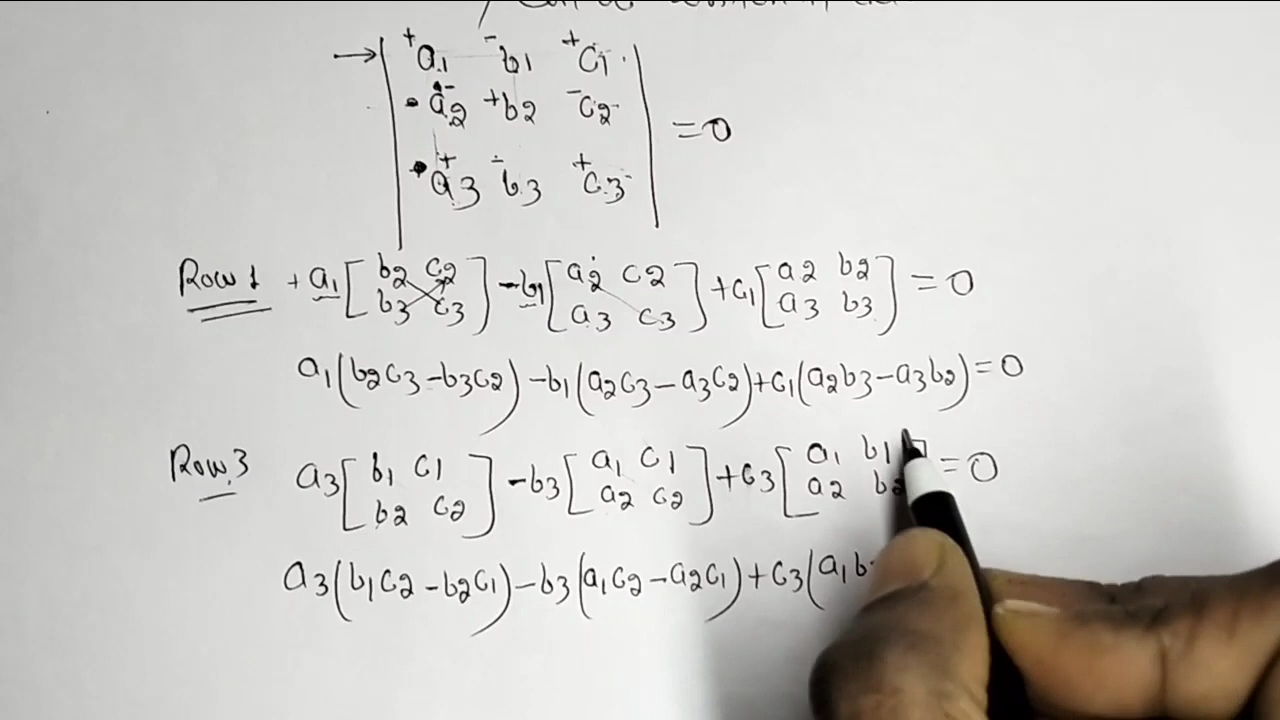 +a1 -b1 +c1
-a2 +b2 -c2
= 0
+a3 -b3 +c3
Row 1 + a1 [b2 c2 b3 c3] - b1 [a2 c2 a3 c3] + c1 [a2 b2 a3 b3] = 0
a1(b2c3 - b3c2) - b1(a2c3 - a3c2) + c1(a2b3 - a3b2) = 0
Row 3 a3 [b1 c1 b2 c2] - b3 [a1 c1 a2 c2] + c3 [a1 b1 a2 b2] = 0
a3(b1c2 - b2c1) - b3(a1c2 - a2c1) + c3(a1b